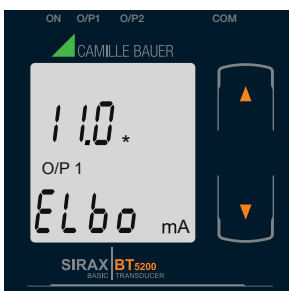 ON O/P1 O/P2 COM
CAMILLE BAUER
11.0 *
O/P 1
ELbo mA
SIRAX BT5200
BASIC TRANSDUCER